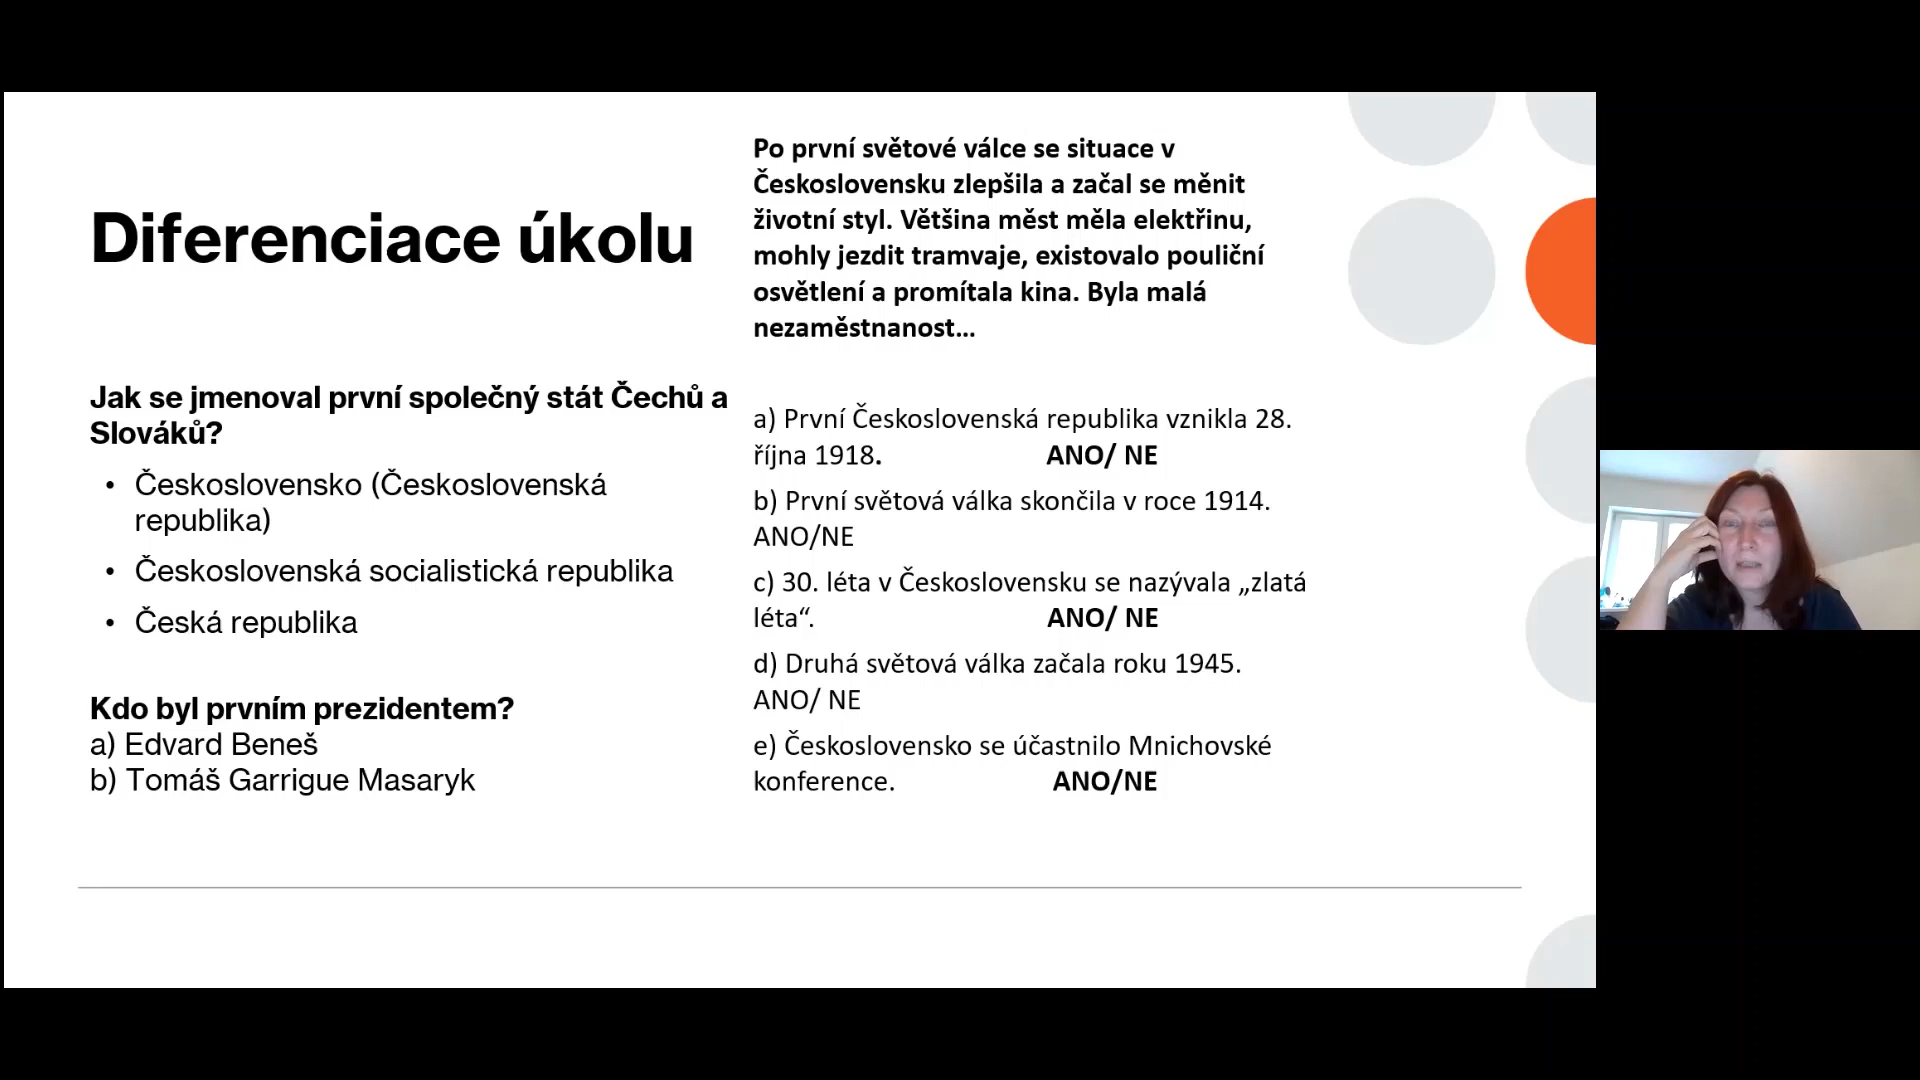 Diferenciace úkolu
Jak se jmenoval první společný stát Čechů a
Slováků?
• Československo (Československá
republika)
• Československá socialistická republika
• Česká republika
Kdo byl prvním prezidentem?
a) Edvard Beneš
b) Tomáš Garrigue Masaryk
Po první světové válce se situace v
Československu zlepšila a začal se měnit
životní styl. Většina měst měla elektřinu,
mohly jezdit tramvaje, existovalo pouliční
osvětlení a promítala kina. Byla malá
nezaměstnanost…
a) První Československá republika vznikla 28.
října 1918. ANO/ NE
b) První světová válka skončila v roce 1914.
ANO/NE
c) 30. léta v Československu se nazývala „zlatá
léta“. ANO/ NE
d) Druhá světová válka začala roku 1945.
ANO/ NE
e) Československo se účastnilo Mnichovské
konference. ANO/NE